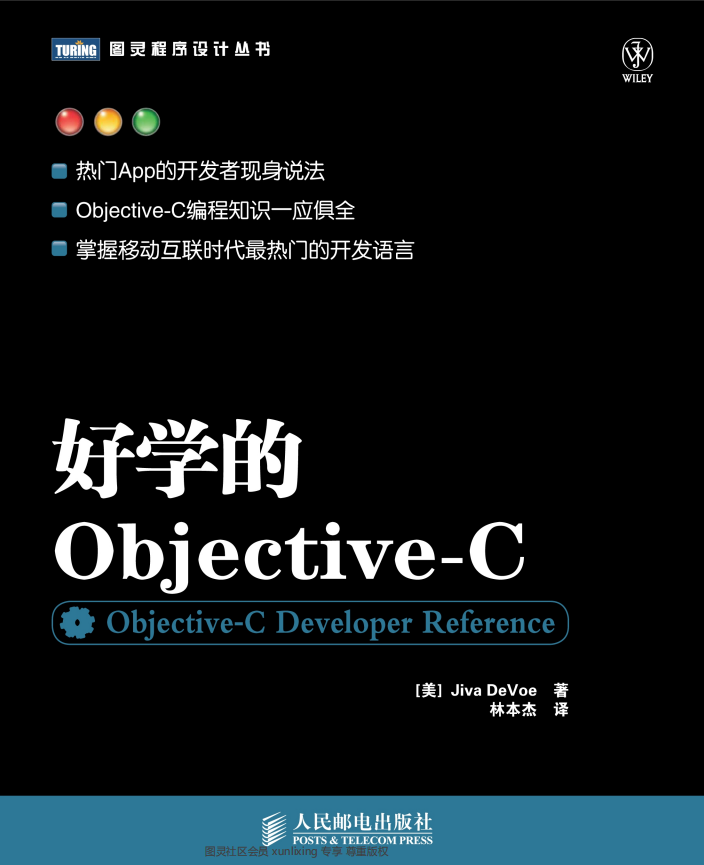 TURING 图灵程序设计丛书
WILEY
热门App的开发者现身说法
Objective-C编程知识一应俱全
掌握移动互联时代最热门的开发语言
好学的
Objective-C
Objective-C Developer Reference
[美] Jiva DeVoe 著
林本杰 译
人民邮电出版社
POSTS & TELECOM PRESS
图灵社区会员 xunlixing 专享 尊重版权